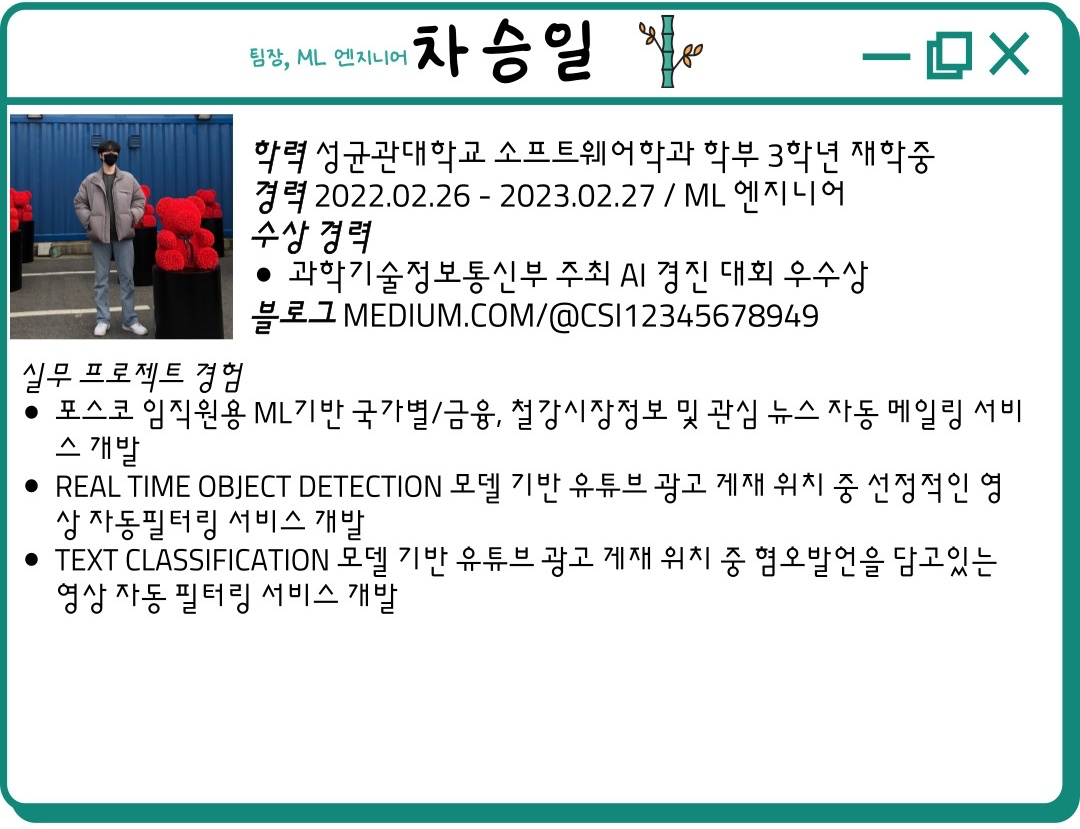 팀장, ML 엔지니어 차승일
학력 성균관대학교 소프트웨어학과 학부 3학년 재학중
경력 2022.02.26 - 2023.02.27 / ML 엔지니어
수상 경력
• 과학기술정보통신부 주최 AI 경진 대회 우수상
블로그 MEDIUM.COM/@CSI12345678949
실무 프로젝트 경험
• 포스코 임직원용 ML기반 국가별/금융, 철강시장정보 및 관심 뉴스 자동 메일링 서비
스 개발
• REAL TIME OBJECT DETECTION 모델 기반 유튜브 광고 게재 위치 중 선정적인 영
상 자동필터링 서비스 개발
• TEXT CLASSIFICATION 모델 기반 유튜브 광고 게재 위치 중 혐오발언을 담고있는
영상 자동 필터링 서비스 개발